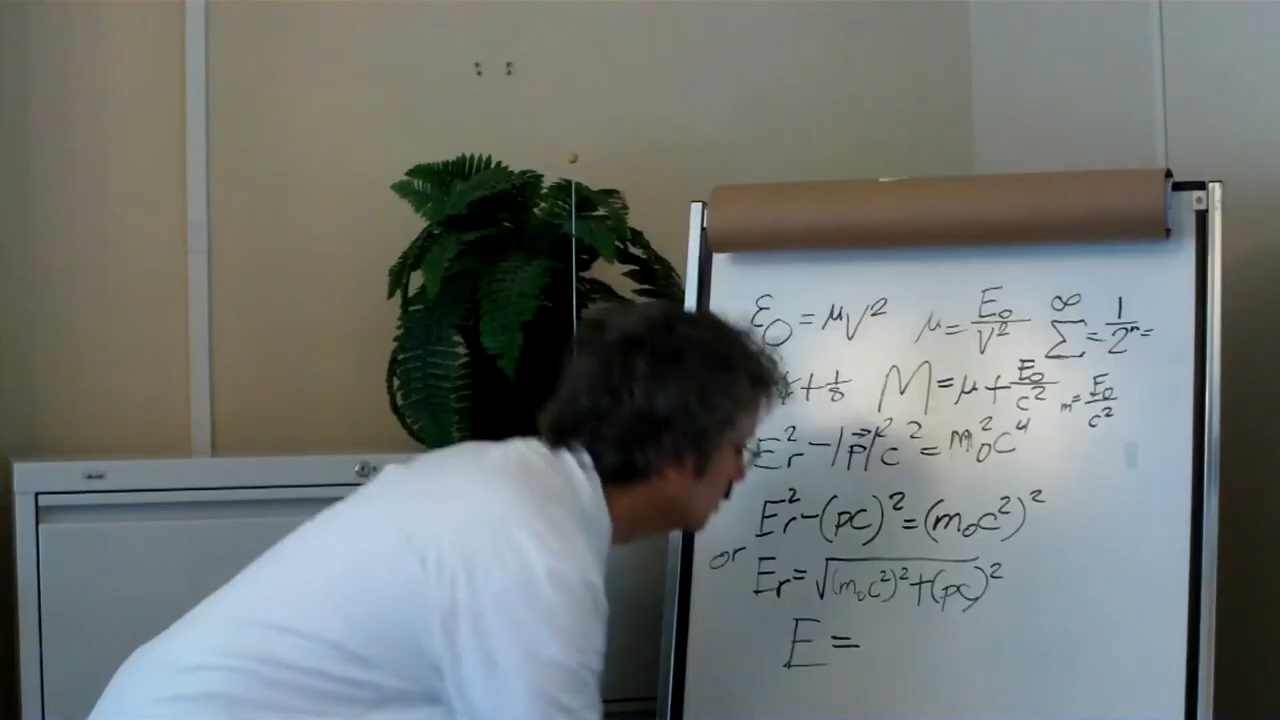 ε₀ = μv² μ = E₀/v² ∞ Σ = 1/2ⁿ =
+ 1/8 M = μ + E₀/c² m = E₀/c²
Er² - |p⃗|²c² = m₀²c⁴
Er² - (pc)² = (m₀c²)²
or Er = √(m₀c²)² + (pc)²
E =